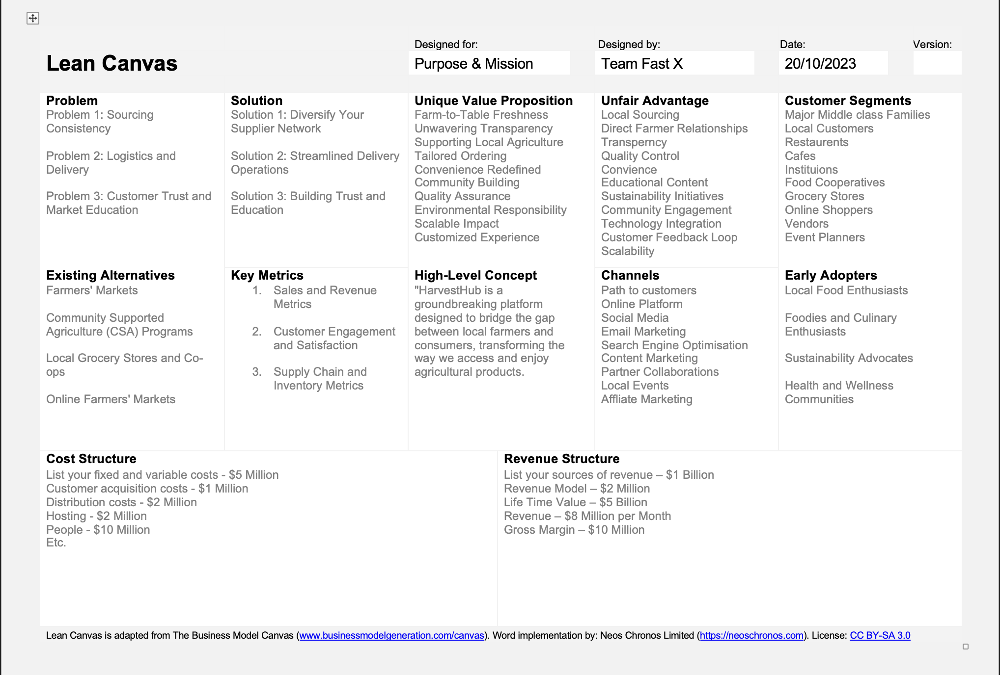 Lean Canvas
Designed for:
Purpose & Mission
Designed by:
Team Fast X
Date:
20/10/2023
Version:
Problem
Problem 1: Sourcing
Consistency
Problem 2: Logistics and
Delivery
Problem 3: Customer Trust and
Market Education
Solution
Solution 1: Diversify Your
Supplier Network
Solution 2: Streamlined Delivery
Operations
Solution 3: Building Trust and
Education
Unique Value Proposition
Farm-to-Table Freshness
Unwavering Transparency
Supporting Local Agriculture
Tailored Ordering
Convenience Redefined
Community Building
Quality Assurance
Environmental Responsibility
Scalable Impact
Customized Experience
Unfair Advantage
Local Sourcing
Direct Farmer Relationships
Transperncy
Quality Control
Convience
Educational Content
Sustainability Initiatives
Community Engagement
Technology Integration
Customer Feedback Loop
Scalability
Customer Segments
Major Middle class Families
Local Customers
Restaurents
Cafes
Instituions
Food Cooperatives
Grocery Stores
Online Shoppers
Vendors
Event Planners
Existing Alternatives
Farmers' Markets
Community Supported
Agriculture (CSA) Programs
Local Grocery Stores and Co-
ops
Online Farmers' Markets
Key Metrics
1. Sales and Revenue
Metrics
2. Customer Engagement
and Satisfaction
3. Supply Chain and
Inventory Metrics
High-Level Concept
"HarvestHub is a
groundbreaking platform
designed to bridge the gap
between local farmers and
consumers, transforming the
way we access and enjoy
agricultural products.
Channels
Path to customers
Online Platform
Social Media
Email Marketing
Search Engine Optimisation
Content Marketing
Partner Collaborations
Local Events
Affliate Marketing
Early Adopters
Local Food Enthusiasts
Foodies and Culinary
Enthusiasts
Sustainability Advocates
Health and Wellness
Communities
Cost Structure
List your fixed and variable costs - $5 Million
Customer acquisition costs - $1 Million
Distribution costs - $2 Million
Hosting - $2 Million
People - $10 Million
Etc.
Revenue Structure
List your sources of revenue – $1 Billion
Revenue Model – $2 Million
Life Time Value – $5 Billion
Revenue – $8 Million per Month
Gross Margin – $10 Million
Lean Canvas is adapted from The Business Model Canvas (www.businessmodelgeneration.com/canvas). Word implementation by: Neos Chronos Limited (https://neoschronos.com). License: CC BY-SA 3.0